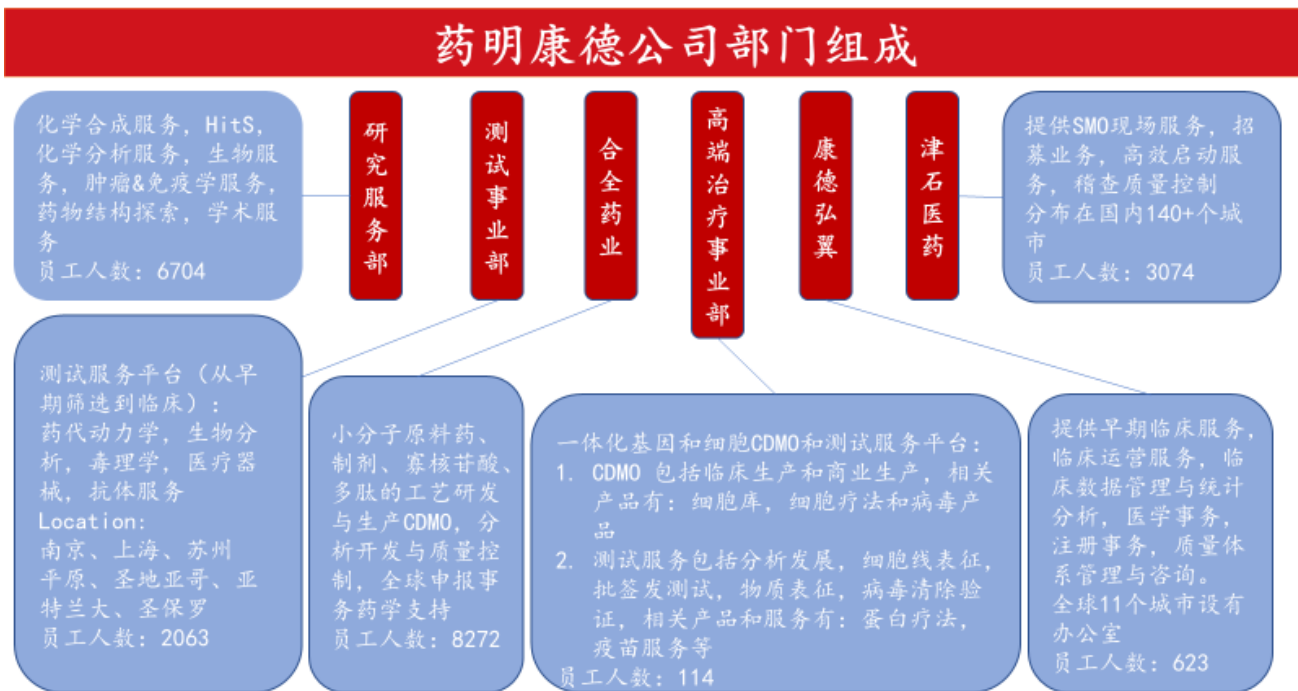 药明康德公司部门组成
化学合成服务，HitS，
化学分析服务，生物服
务，肿瘤&免疫学服务，
药物结构探索，学术服
务
员工人数：6704
研究服务部
测试事业部
合全药业
高端治疗事业部
康德弘翼
津石医药
提供SMO现场服务，招
募业务，高效启动服
务，稽查质量控制
分布在国内140+个城
市
员工人数：3074
测试服务平台（从早
期筛选到临床）：
药代动力学，生物分
析，毒理学，医疗器
械，抗体服务
Location:
南京、上海、苏州
平原、圣地亚哥、亚
特兰大、圣保罗
员工人数：2063
小分子原料药、
制剂、寡核苷酸、
多肽的工艺研发
与生产CDMO，分
析开发与质量控
制，全球申报事
务药学支持
员工人数：8272
一体化基因和细胞CDMO和测试服务平台：
1. CDMO 包括临床生产和商业生产，相关
产品有：细胞库，细胞疗法和病毒产
品
2. 测试服务包括分析发展，细胞线表征，
批签发测试，物质表征，病毒清除验
证，相关产品和服务有：蛋白疗法，
疫苗服务等
员工人数：114
提供早期临床服务，
临床运营服务，临
床数据管理与统计
分析，医学事务，
注册事务，质量体
系管理与咨询。
全球11个城市设有
办公室
员工人数：623